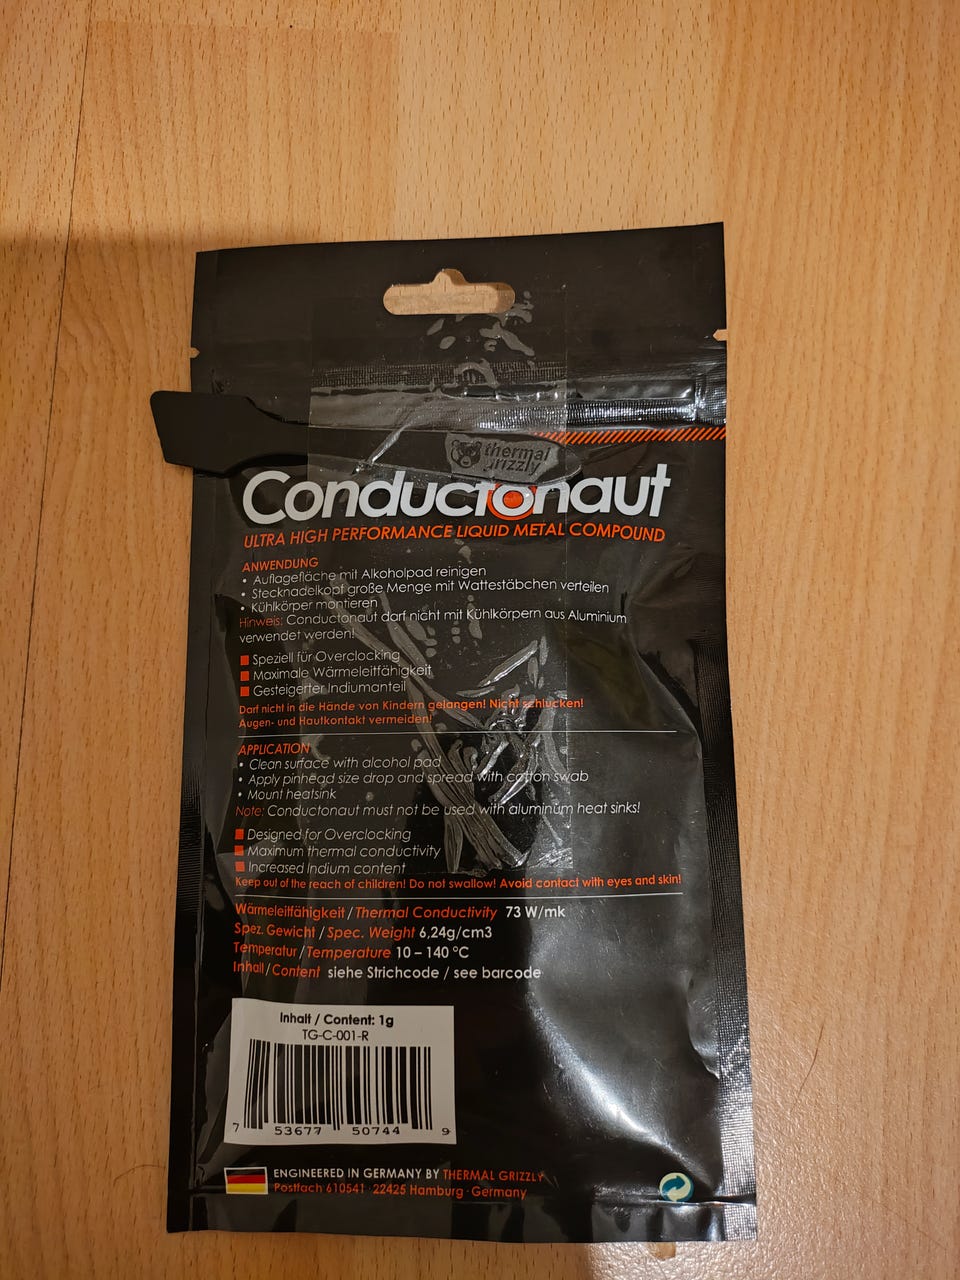 thermal
grizzly
Conductonaut
ULTRA HIGH PERFORMANCE LIQUID METAL COMPOUND
ANWENDUNG
• Auflagefläche mit Alkoholpad reinigen
• Stecknadelkopf große Menge mit Wattestäbchen verteilen
• Kühlkörper montieren
Hinweis: Conductonaut darf nicht mit Kühlkörpern aus Aluminium
verwendet werden!
Speziell für Overclocking
Maximale Wärmeleitfähigkeit
Gesteigerter Indiumanteil
Darf nicht in die Hände von Kindern gelangen! Nicht schlucken!
Augen- und Hautkontakt vermeiden!
APPLICATION
• Clean surface with alcohol pad
• Apply pinhead size drop and spread with cotton swab
• Mount heatsink
Note: Conductonaut must not be used with aluminum heat sinks!
Designed for Overclocking
Maximum thermal conductivity
Increased Indium content
Keep out of the reach of children! Do not swallow! Avoid contact with eyes and skin!
Wärmeleitfähigkeit / Thermal Conductivity 73 W/mk
Spez. Gewicht / Spec. Weight 6,24g/cm3
Temperatur / Temperature 10 – 140 °C
Inhalt / Content siehe Strichcode / see barcode
Inhalt / Content: 1g
TG-C-001-R
7 53677 50744 9
ENGINEERED IN GERMANY BY THERMAL GRIZZLY
Postfach 610541 · 22425 Hamburg · Germany